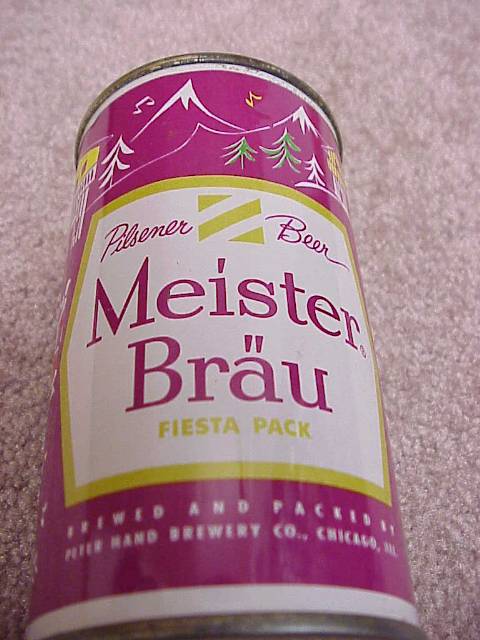 Pilsener Beer
Meister®
Bräu
FIESTA PACK
BREWED AND PACKED BY
PETER HAND BREWERY CO., CHICAGO, ILL.